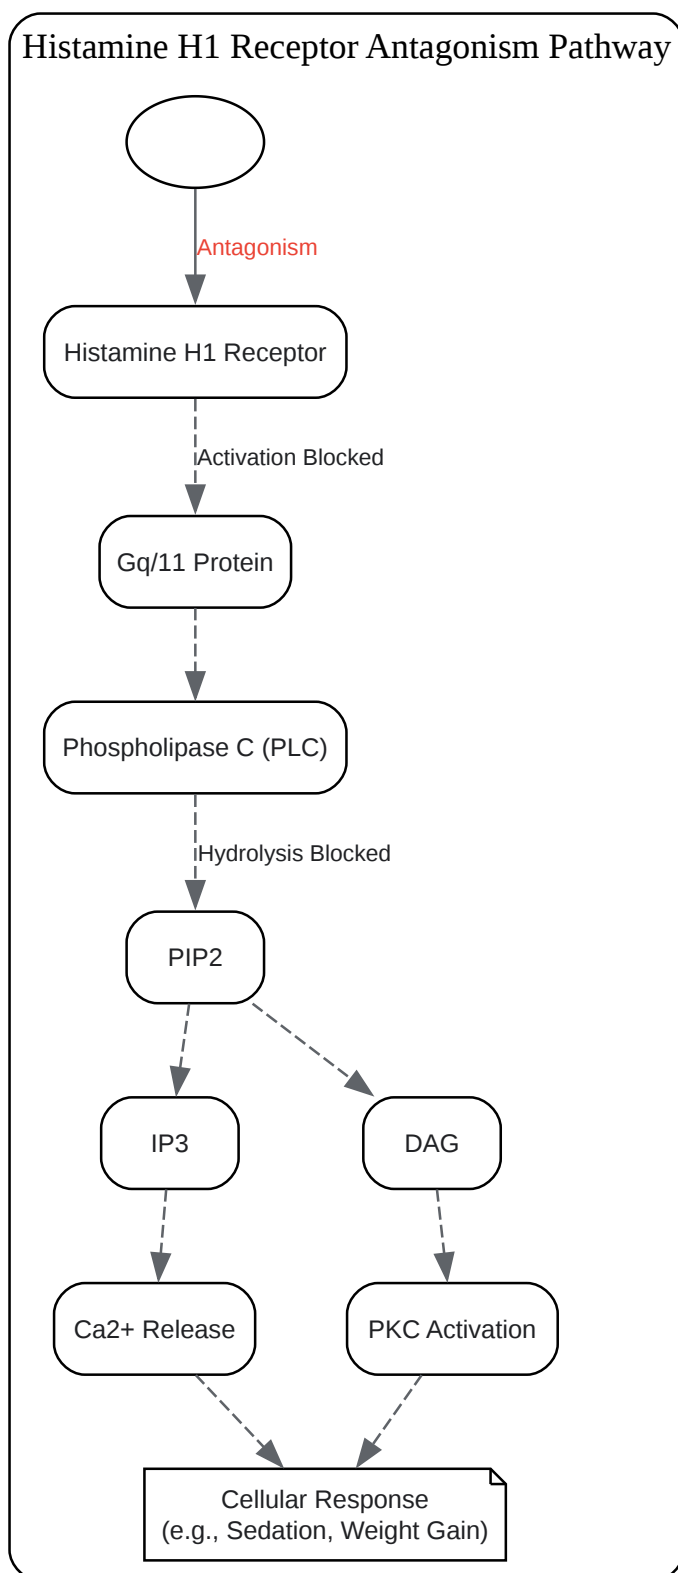 Histamine H1 Receptor Antagonism Pathway
Antagonism
Histamine H1 Receptor
Activation Blocked
Gq/11 Protein
Phospholipase C (PLC)
Hydrolysis Blocked
PIP2
IP3
DAG
Ca2+ Release
PKC Activation
Cellular Response
(e.g., Sedation, Weight Gain)